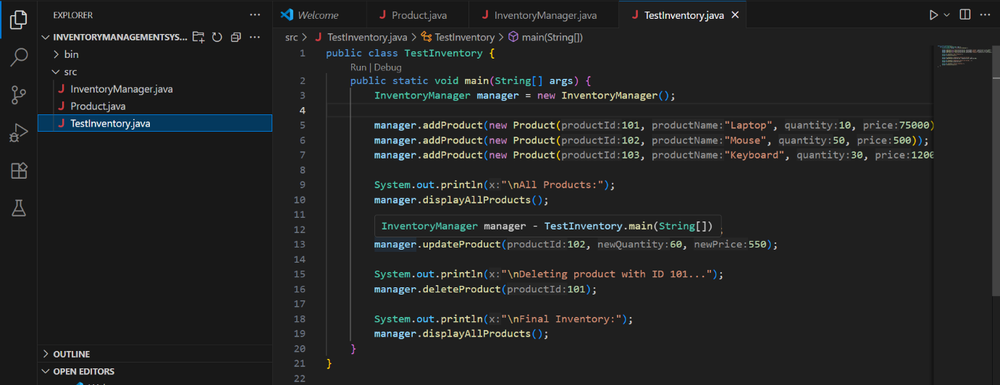 EXPLORER
INVENTORYMANAGEMENTSYS...
bin
src
InventoryManager.java
Product.java
TestInventory.java
OUTLINE
OPEN EDITORS
Welcome
Product.java
InventoryManager.java
TestInventory.java
src > TestInventory.java > TestInventory > main(String[])
1 public class TestInventory {
Run | Debug
2 public static void main(String[] args) {
3 InventoryManager manager = new InventoryManager();
4
5 manager.addProduct(new Product(productId:101, productName:"Laptop", quantity:10, price:75000)
6 manager.addProduct(new Product(productId:102, productName:"Mouse", quantity:50, price:500));
7 manager.addProduct(new Product(productId:103, productName:"Keyboard", quantity:30, price:1200
8
9 System.out.println(x:"\nAll Products:");
10 manager.displayAllProducts();
11
InventoryManager manager - TestInventory.main(String[])
12 ;
13 manager.updateProduct(productId:102, newQuantity:60, newPrice:550);
14
15 System.out.println(x:"\nDeleting product with ID 101...");
16 manager.deleteProduct(productId:101);
17
18 System.out.println(x:"\nFinal Inventory:");
19 manager.displayAllProducts();
20 }
21 }
22